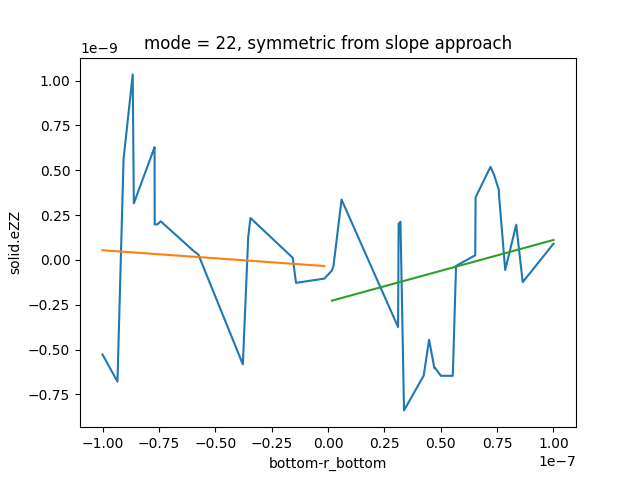 mode = 22, symmetric from slope approach
1e−9
1.00
0.75
0.50
0.25
0.00
−0.25
−0.50
−0.75
solid.eZZ
−1.00 −0.75 −0.50 −0.25 0.00 0.25 0.50 0.75 1.00
bottom-r_bottom
1e−7